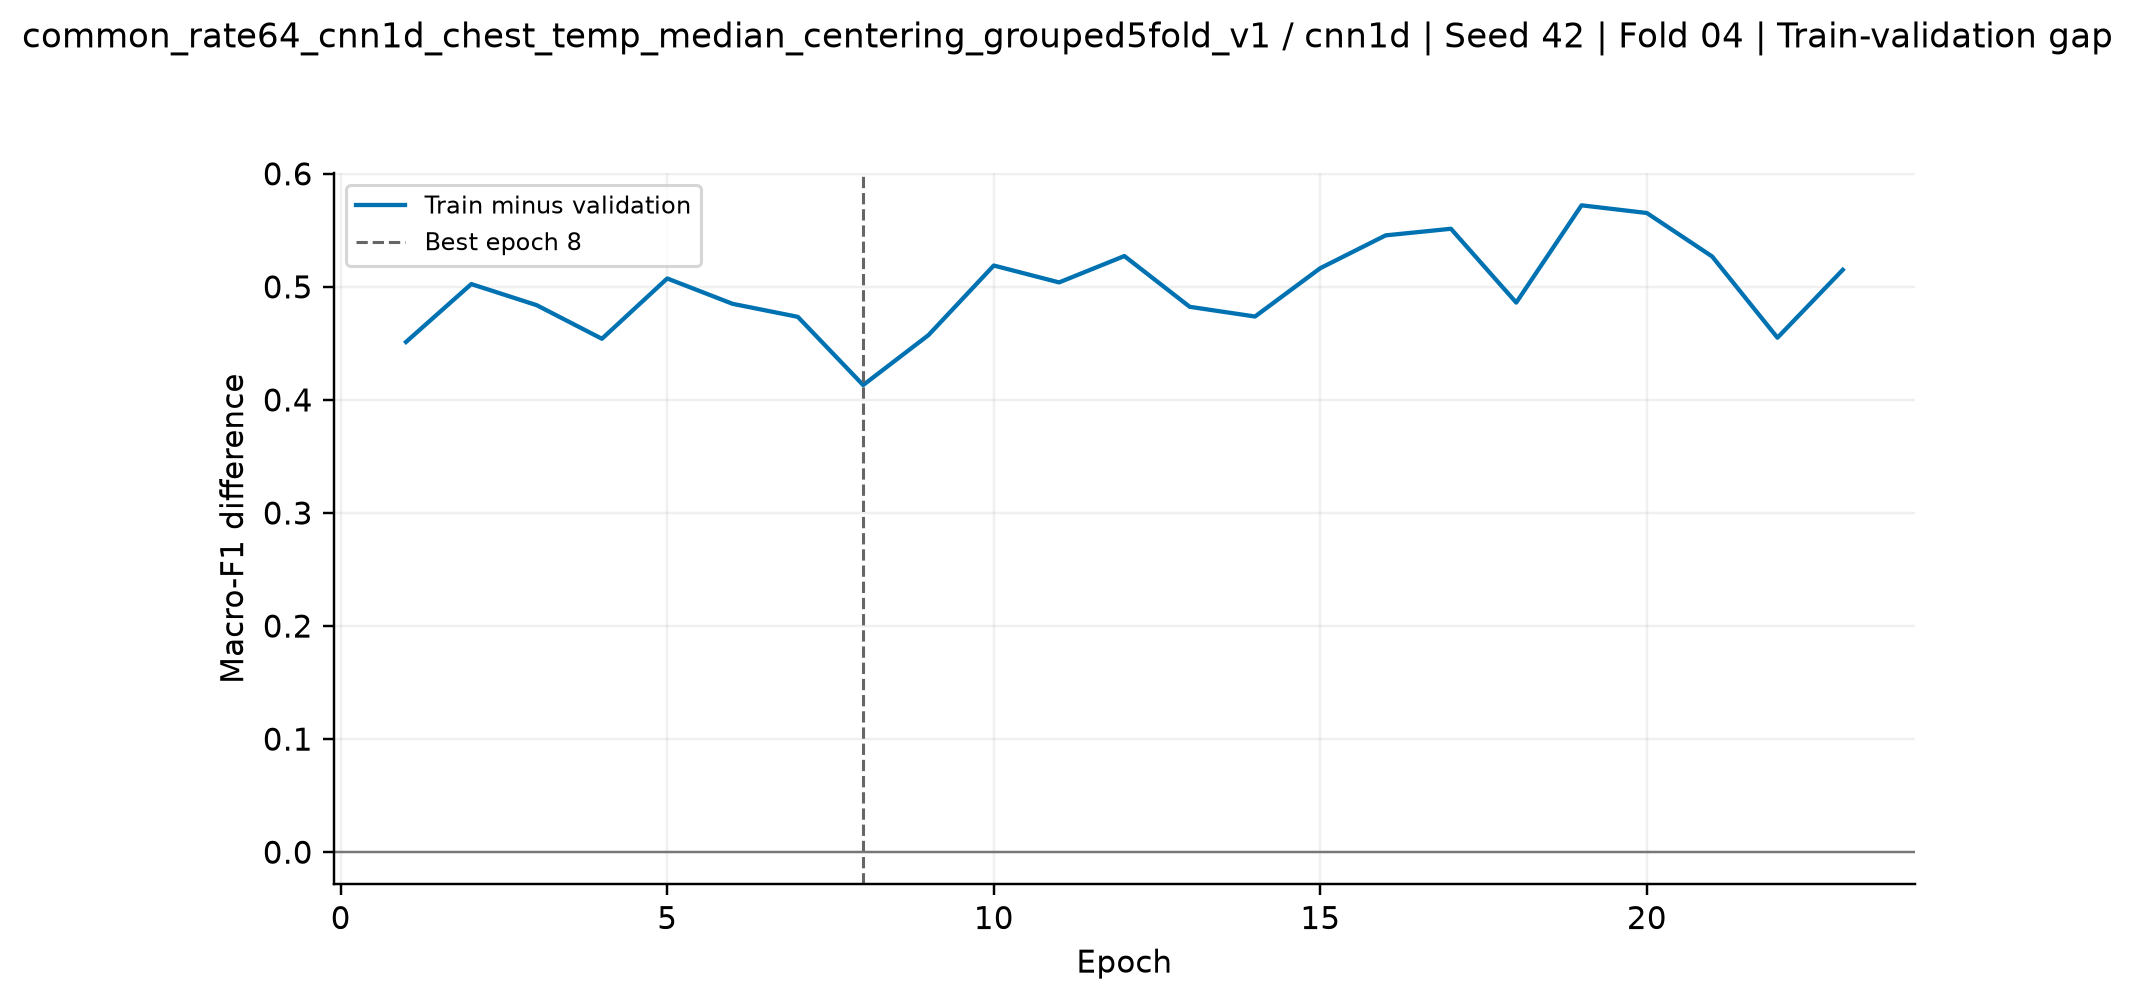 common_rate64_cnn1d_chest_temp_median_centering_grouped5fold_v1 / cnn1d | Seed 42 | Fold 04 | Train-validation gap
Train minus validation
Best epoch 8
Macro-F1 difference
0.6
0.5
0.4
0.3
0.2
0.1
0.0
0 5 10 15 20
Epoch